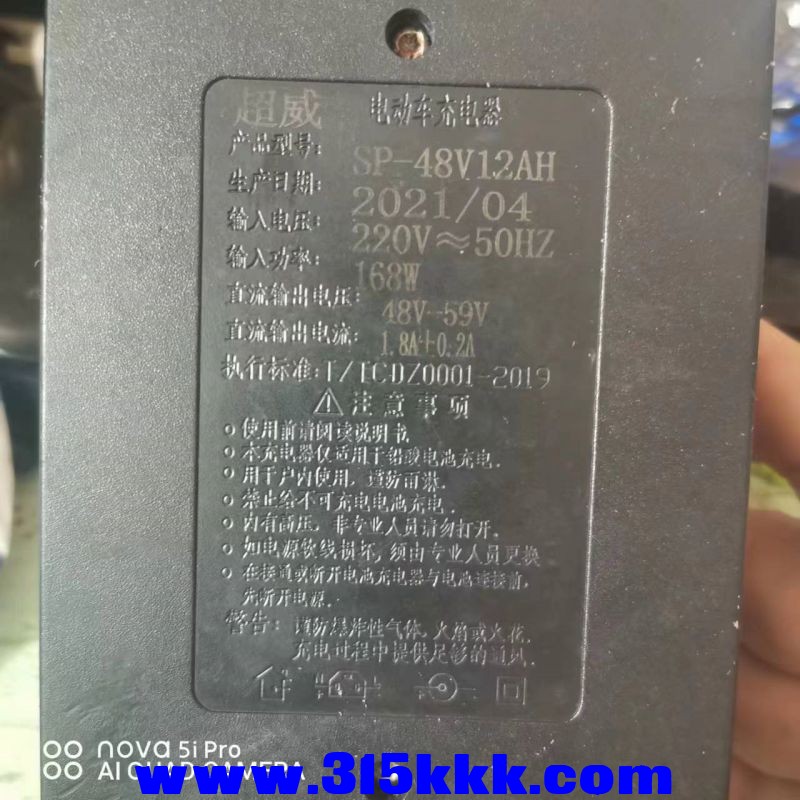 超威 电动车充电器
产品型号: SP-48V12AH
生产日期: 2021/04
输入电压: 220V≈50HZ
输入功率: 168W
直流输出电压: 48V-59V
直流输出电流: 1.8A±0.2A
执行标准:T/ICDZ0001-2019
⚠注意事项
使用前请阅读说明书
本充电器仅适用于铅酸电池充电.
用于户内使用, 谨防雨淋.
禁止给不可充电电池充电.
内有高压, 非专业人员请勿打开.
如电源软线损坏, 须由专业人员更换
在接通或断开电池充电器与电池连接前,
先断开电源.
警告: 谨防爆炸性气体, 火焰或火花.
充电过程中提供足够的通风.
nova 5i Pro
AI QUAD CAMERA
www.315kkk.com